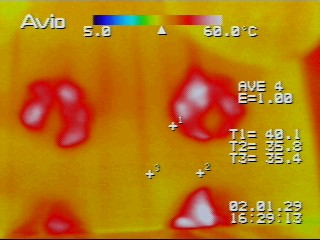 Avio
5.0 60.0°C
AVE 4
E=1.00
1
T1= 40.1
T2= 35.8
T3= 35.4
3 2
02.01.29
16:29:13